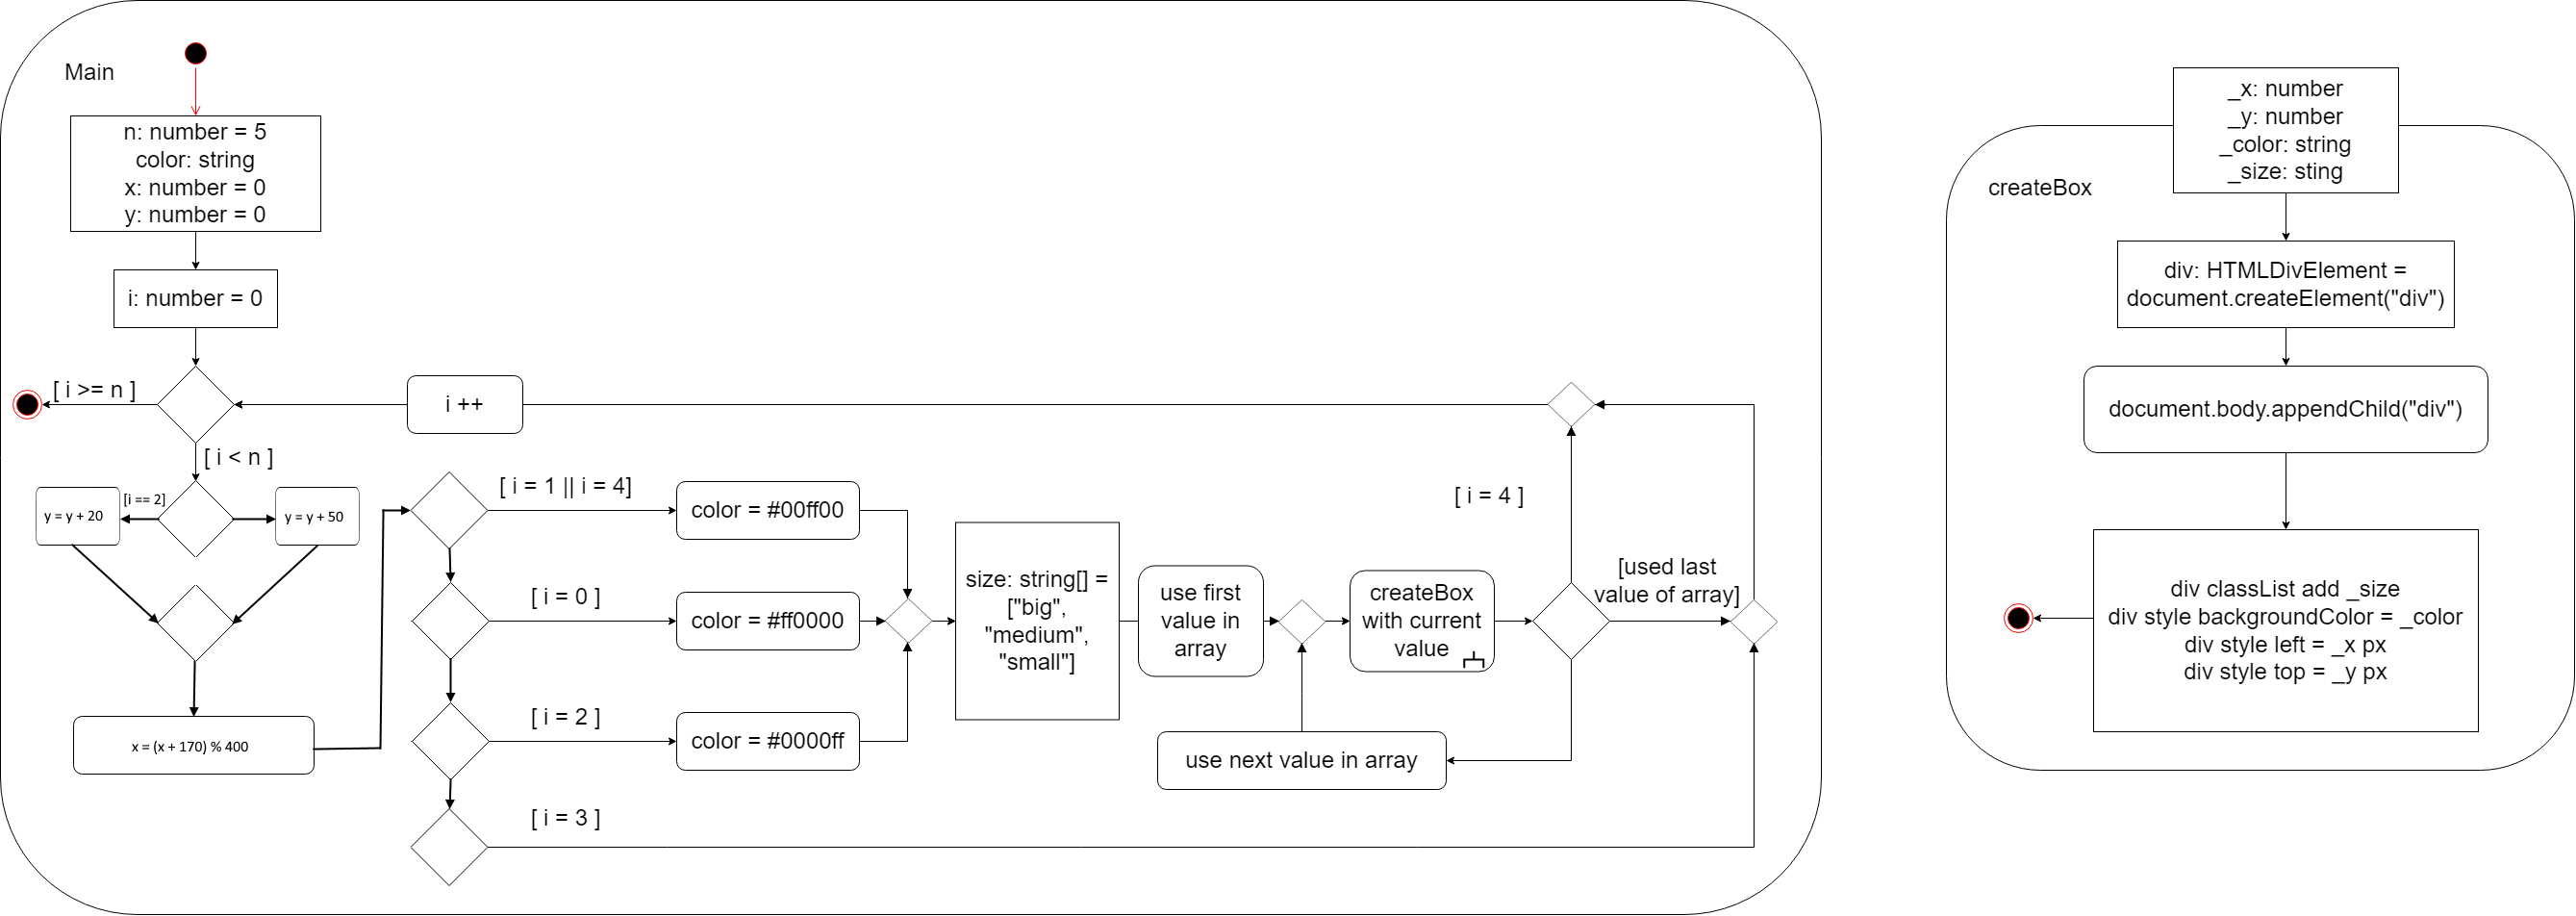 Main
n: number = 5
color: string
x: number = 0
y: number = 0
i: number = 0
[ i >= n ]
i ++
[ i < n ]
y = y + 20
[i == 2]
y = y + 50
x = (x + 170) % 400
[ i = 1 || i = 4]
color = #00ff00
[ i = 0 ]
color = #ff0000
[ i = 2 ]
color = #0000ff
[ i = 3 ]
size: string[] =
["big",
"medium",
"small"]
use first
value in
array
createBox
with current
value
use next value in array
[ i = 4 ]
[used last
value of array]
createBox
_x: number
_y: number
_color: string
_size: sting
div: HTMLDivElement =
document.createElement("div")
document.body.appendChild("div")
div classList add _size
div style backgroundColor = _color
div style left = _x px
div style top = _y px